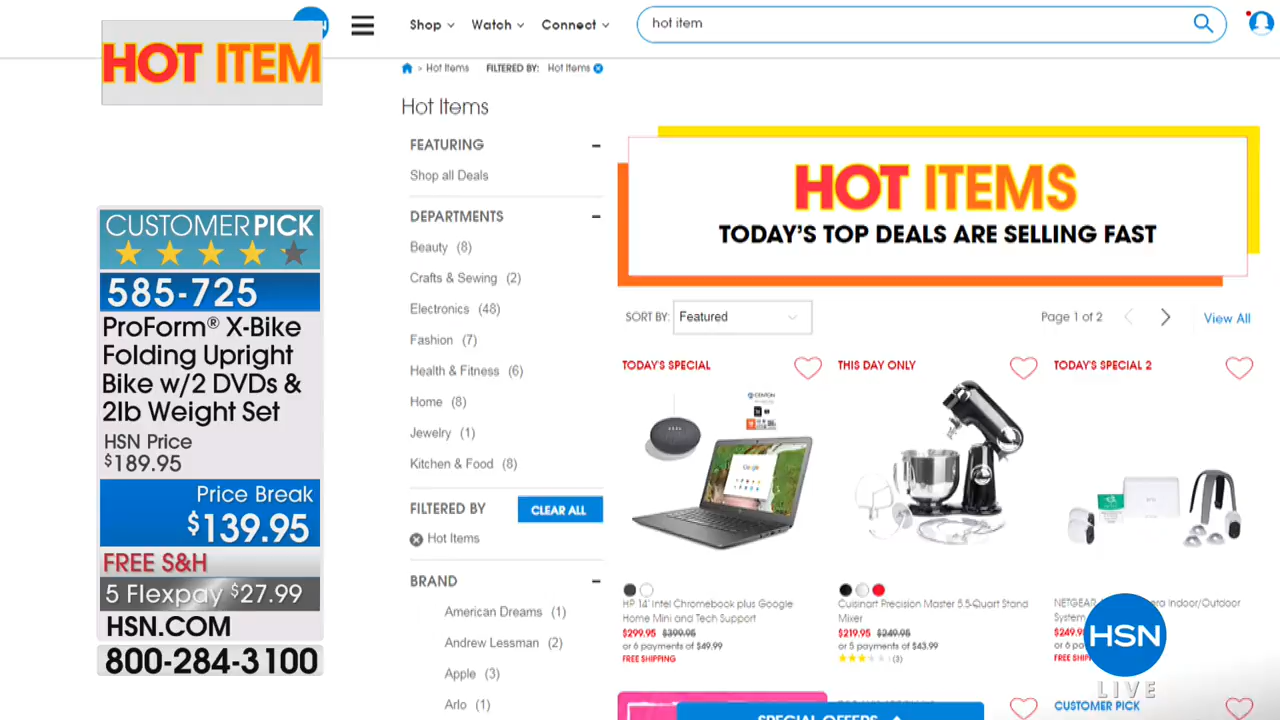 HOT ITEM
CUSTOMER PICK
585-725
ProForm® X-Bike
Folding Upright
Bike w/2 DVDs &
2lb Weight Set
HSN Price
$189.95
Price Break
$139.95
FREE S&H
5 Flexpay $27.99
HSN.COM
800-284-3100
Shop
Watch
Connect
hot item
> Hot Items
FILTERED BY: Hot Items
Hot Items
FEATURING
Shop all Deals
DEPARTMENTS
Beauty (8)
Crafts & Sewing (2)
Electronics (48)
Fashion (7)
Health & Fitness (6)
Home (8)
Jewelry (1)
Kitchen & Food (8)
FILTERED BY
CLEAR ALL
Hot Items
BRAND
American Dreams (1)
Andrew Lessman (2)
Apple (3)
Arlo (1)
HOT ITEMS
TODAY'S TOP DEALS ARE SELLING FAST
SORT BY: Featured
Page 1 of 2
View All
TODAY'S SPECIAL
HP 14" Intel Chromebook plus Google
Home Mini and Tech Support
$299.95 $399.95
or 6 payments of $49.99
FREE SHIPPING
THIS DAY ONLY
Cuisinart Precision Master 5.5-Quart Stand
Mixer
$219.95 $249.95
or 5 payments of $43.99
(3)
TODAY'S SPECIAL 2
NETGEAR Indoor/Outdoor
System
HSN
LIVE
SPECIAL OFFERS
CUSTOMER PICK